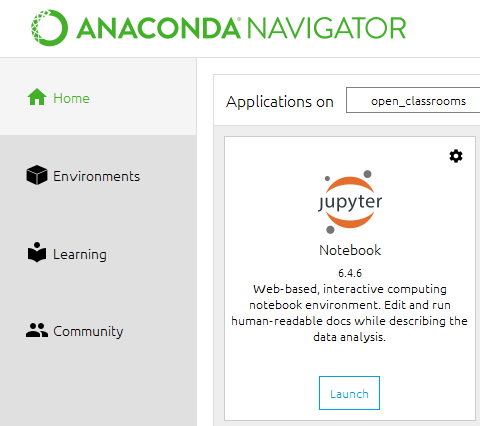 ANACONDA NAVIGATOR
Home
Environments
Learning
Community
Applications on
open_classrooms
jupyter
Notebook
6.4.6
Web-based, interactive computing
notebook environment. Edit and run
human-readable docs while describing the
data analysis.
Launch